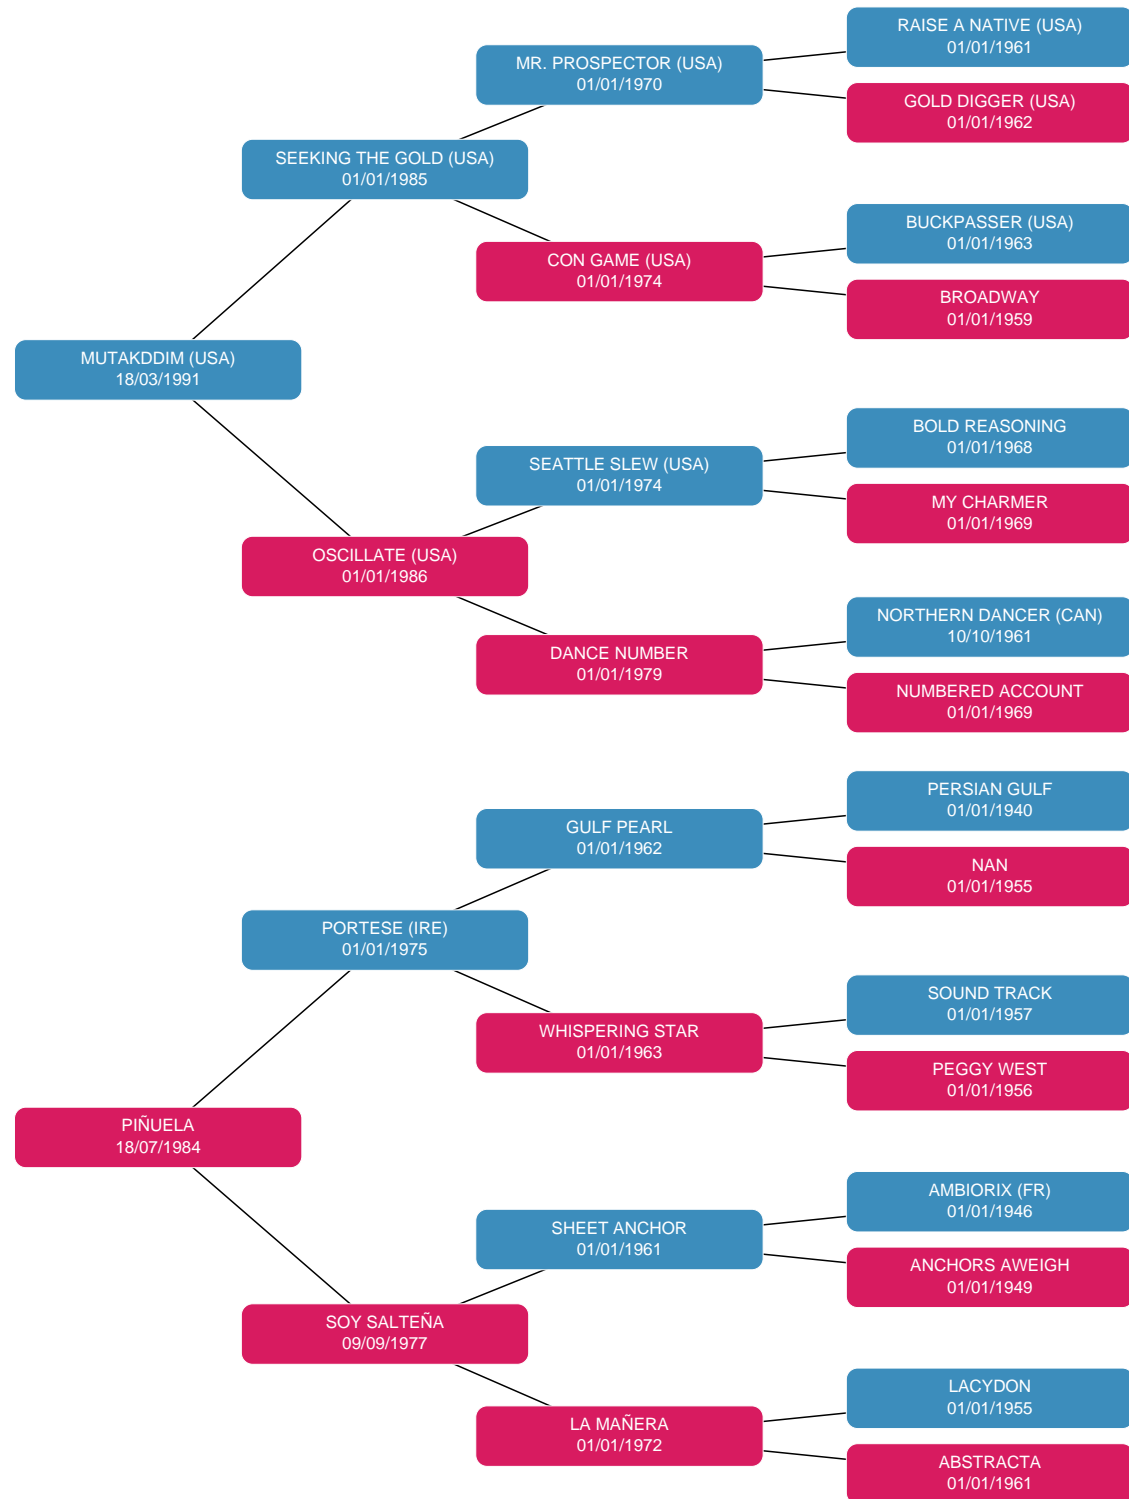 RAISE A NATIVE (USA)
01/01/1961
MR. PROSPECTOR (USA)
01/01/1970
GOLD DIGGER (USA)
01/01/1962
SEEKING THE GOLD (USA)
01/01/1985
BUCKPASSER (USA)
01/01/1963
CON GAME (USA)
01/01/1974
BROADWAY
01/01/1959
MUTAKDDIM (USA)
18/03/1991
BOLD REASONING
01/01/1968
SEATTLE SLEW (USA)
01/01/1974
MY CHARMER
01/01/1969
OSCILLATE (USA)
01/01/1986
NORTHERN DANCER (CAN)
10/10/1961
DANCE NUMBER
01/01/1979
NUMBERED ACCOUNT
01/01/1969
PERSIAN GULF
01/01/1940
GULF PEARL
01/01/1962
NAN
01/01/1955
PORTESE (IRE)
01/01/1975
SOUND TRACK
01/01/1957
WHISPERING STAR
01/01/1963
PEGGY WEST
01/01/1956
PIÑUELA
18/07/1984
AMBIORIX (FR)
01/01/1946
SHEET ANCHOR
01/01/1961
ANCHORS AWEIGH
01/01/1949
SOY SALTEÑA
09/09/1977
LACYDON
01/01/1955
LA MAÑERA
01/01/1972
ABSTRACTA
01/01/1961